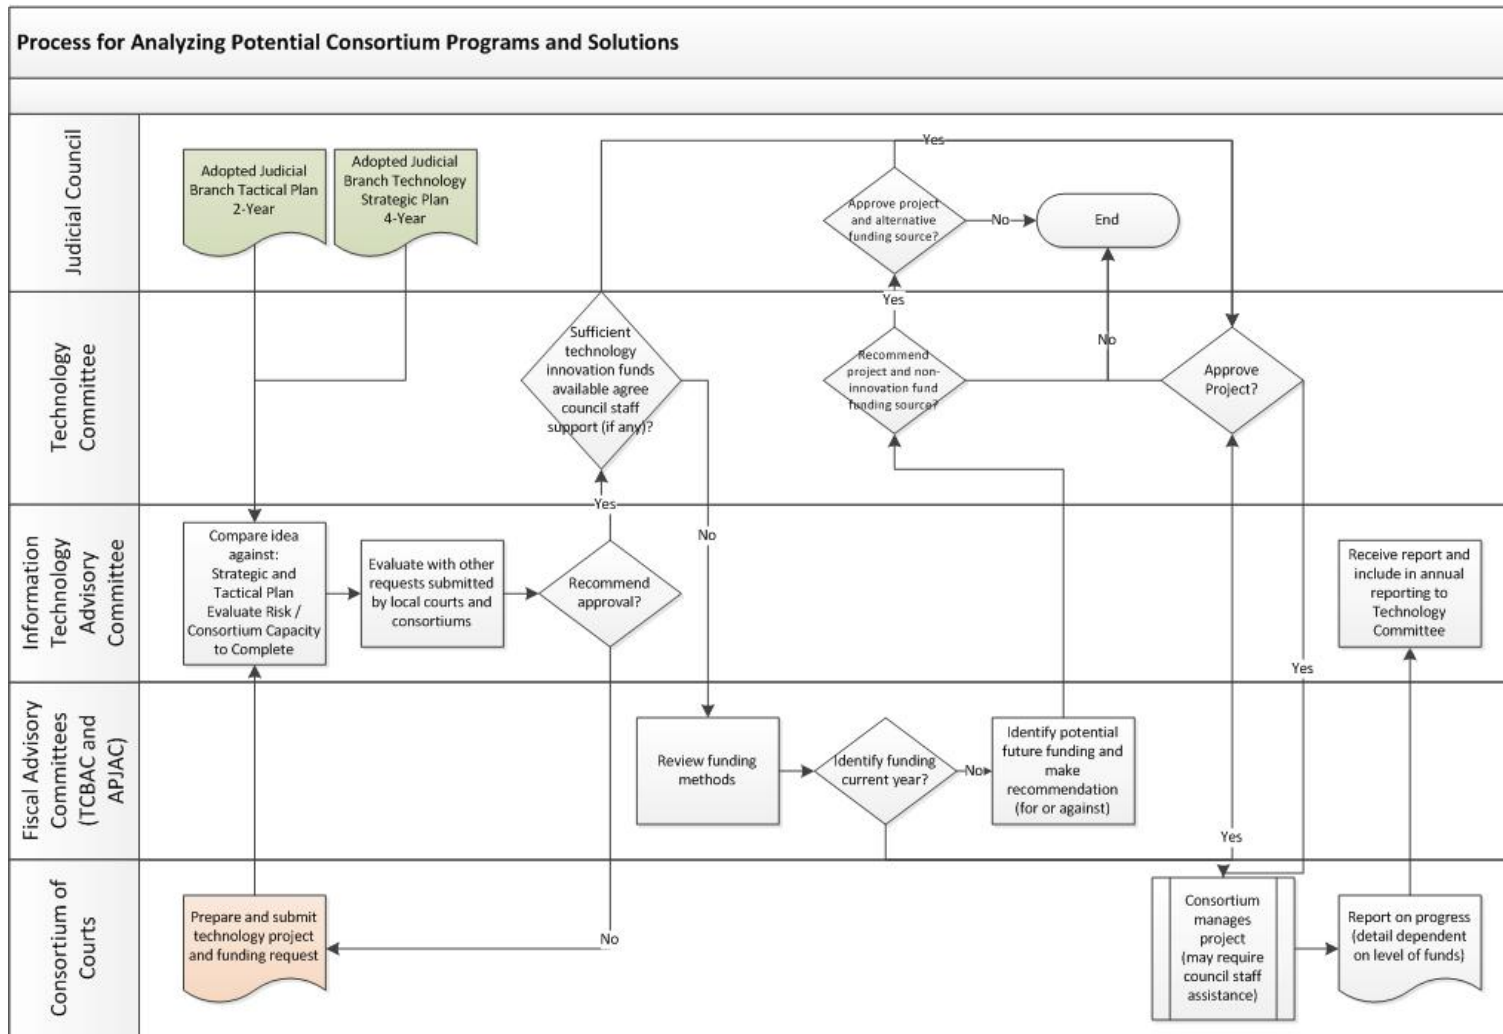 Process for Analyzing Potential Consortium Programs and Solutions
Judicial Council
Adopted Judicial
Branch Tactical Plan
2-Year
Adopted Judicial
Branch Technology
Strategic Plan
4-Year
Yes
Approve project
and alternative
funding source?
No
End
Technology
Committee
Sufficient
technology
innovation funds
available agree
council staff
support (if any)?
Yes
Recommend
project and non-
innovation fund
funding source?
No
Approve
Project?
Information
Technology
Advisory
Committee
Compare idea
against:
Strategic and
Tactical Plan
Evaluate Risk /
Consortium Capacity
to Complete
Evaluate with other
requests submitted
by local courts and
consortiums
Yes
Recommend
approval?
No
Receive report and
include in annual
reporting to
Technology
Committee
Yes
Fiscal Advisory
Committees
(TCBAC and
APJAC)
Review funding
methods
Identify funding
current year?
No
Identify potential
future funding and
make
recommendation
(for or against)
Yes
Consortium of
Courts
Prepare and submit
technology project
and funding request
No
Consortium
manages
project
(may require
council staff
assistance)
Report on progress
(detail dependent
on level of funds)